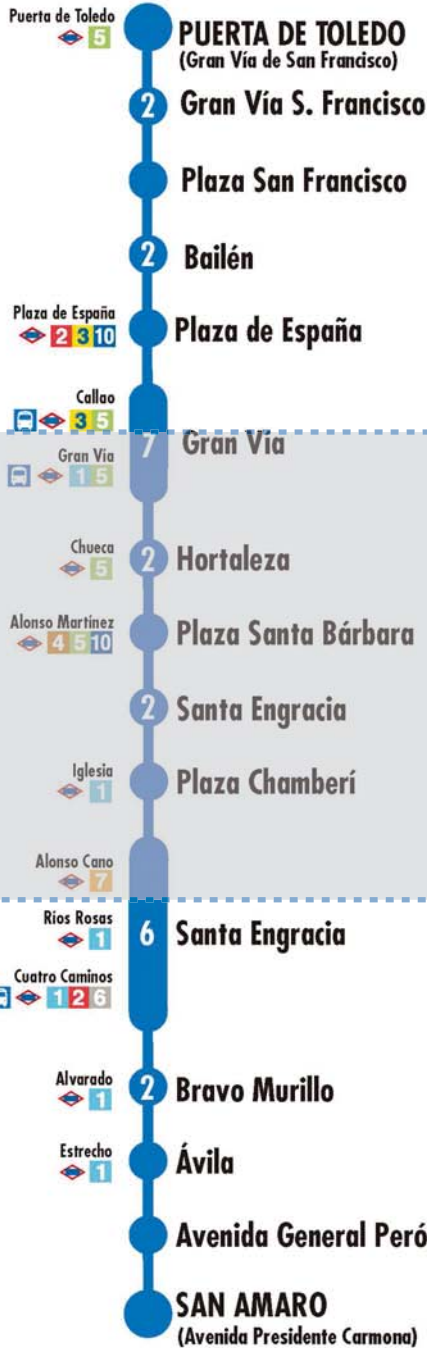 Puerta de Toledo
5
PUERTA DE TOLEDO
(Gran Vía de San Francisco)
2 Gran Vía S. Francisco
Plaza San Francisco
2 Bailén
Plaza de España
2 3 10
Plaza de España
Callao
3 5
7 Gran Vía
Gran Vía
1 5
Chueca
5
2 Hortaleza
Alonso Martínez
4 5 10
Plaza Santa Bárbara
2 Santa Engracia
Iglesia
1
Plaza Chamberí
Alonso Cano
7
Rios Rosas
1
6 Santa Engracia
Cuatro Caminos
1 2 6
Alvarado
1
2 Bravo Murillo
Estrecho
1
Ávila
Avenida General Peró
SAN AMARO
(Avenida Presidente Carmona)